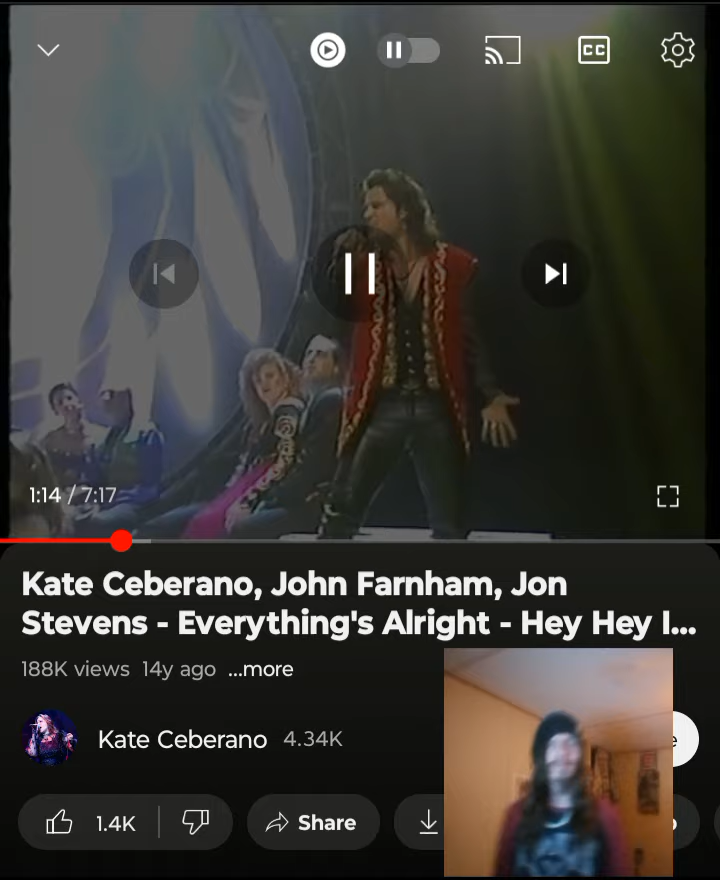 CC
1:14 / 7:17
Kate Ceberano, John Farnham, Jon
Stevens - Everything's Alright - Hey Hey I...
188K views 14y ago ...more
Kate Ceberano 4.34K
1.4K
Share